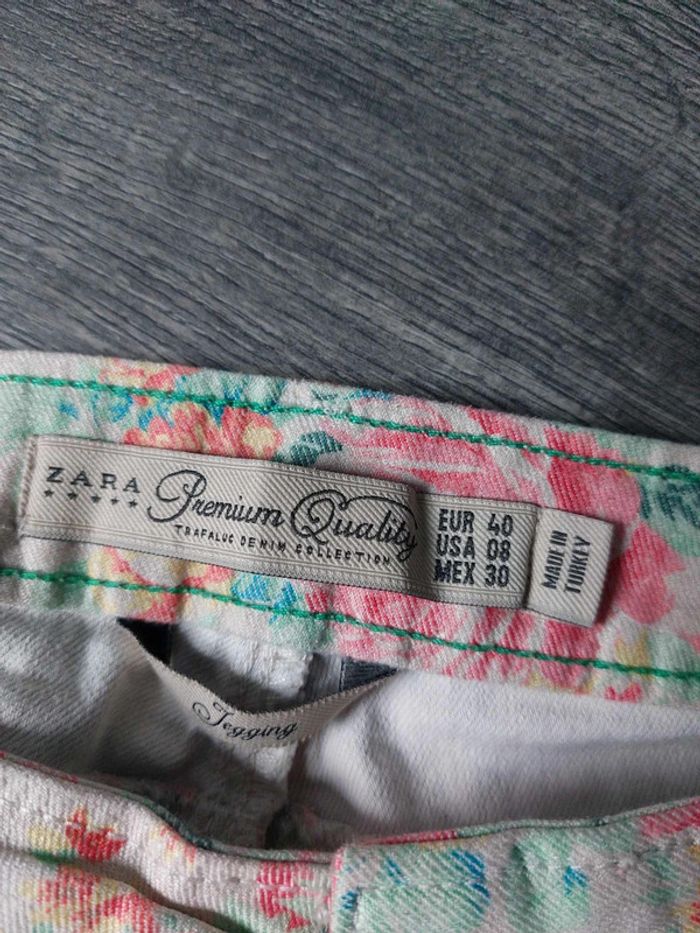 ZARA
Premium Quality
TRAFALUC DENIM COLLECTION
EUR 40
USA 08
MEX 30
MADE IN
TURKEY
Jegging